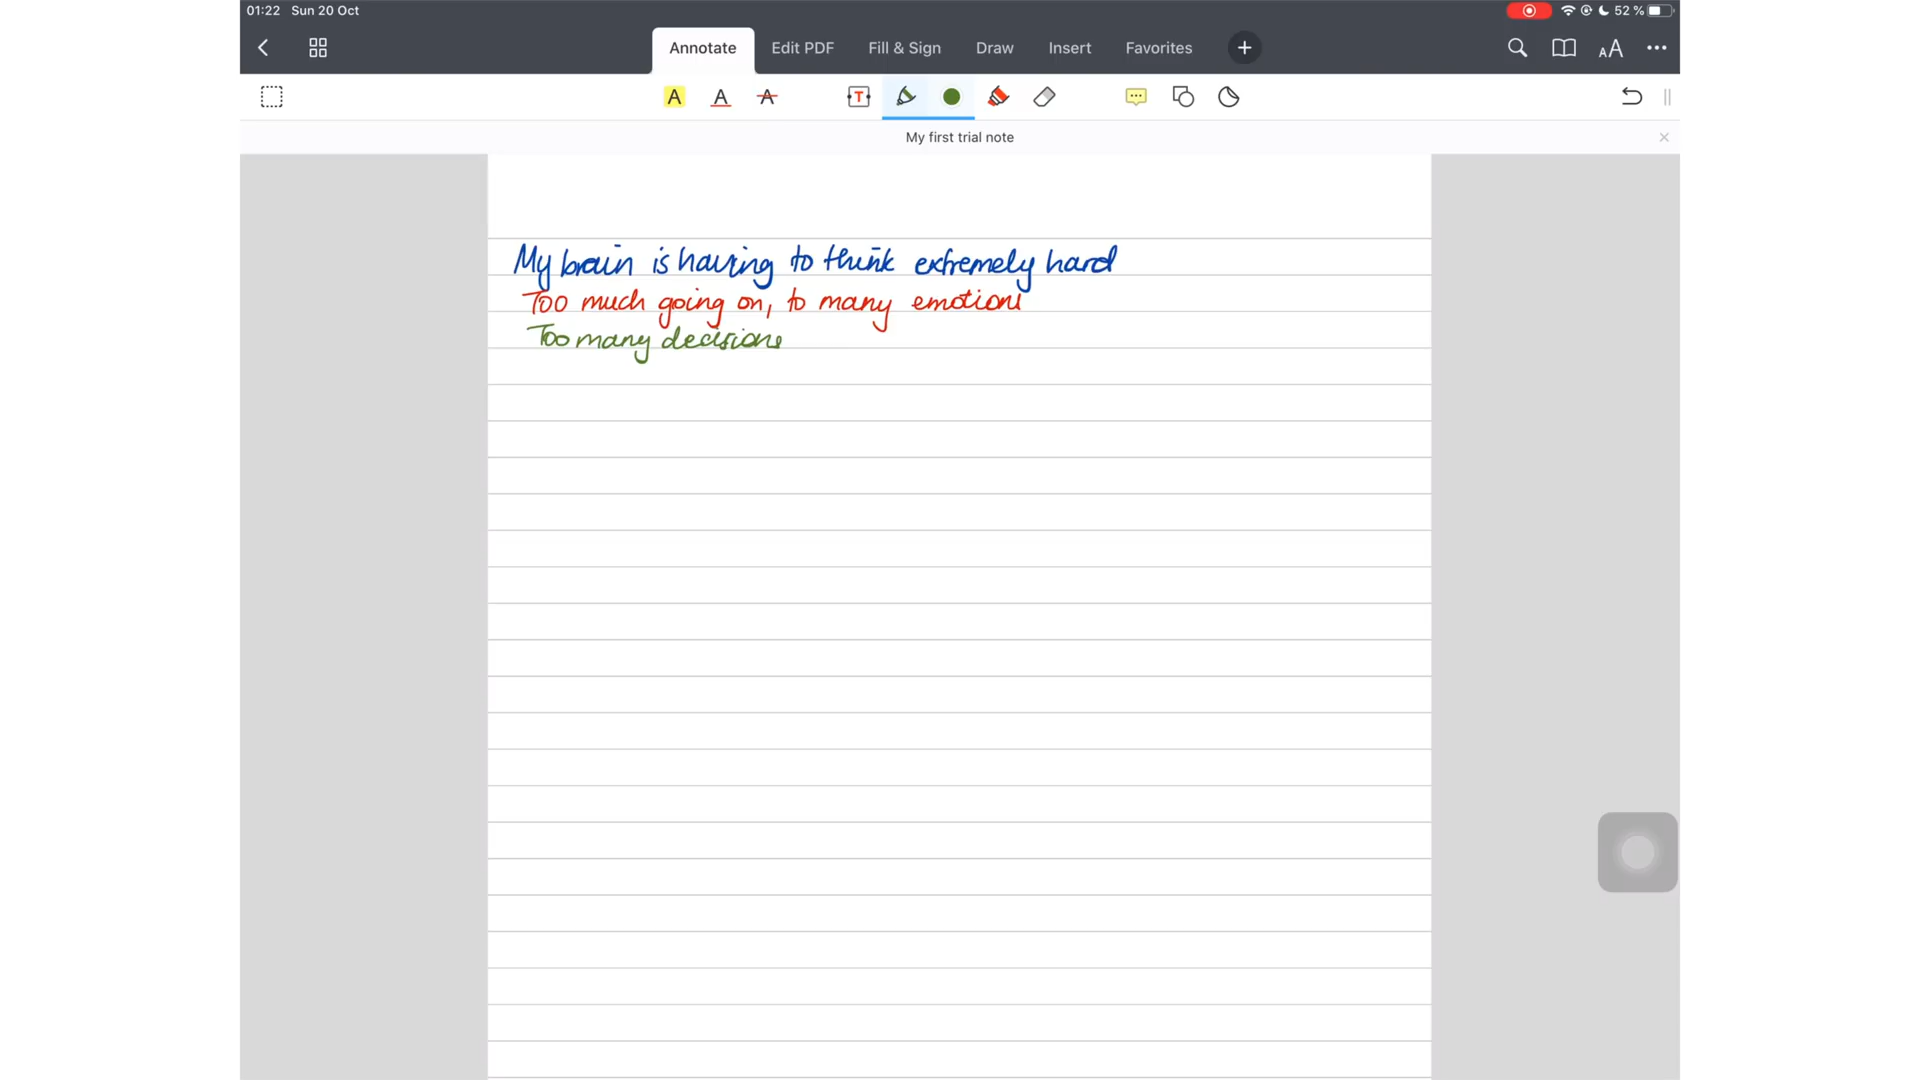 01:22 Sun 20 Oct 52 %
Annotate Edit PDF Fill & Sign Draw Insert Favorites AA
A A A T
My first trial note
My brain is having to think extremely hard
Too much going on, to many emotions
Too many decisions